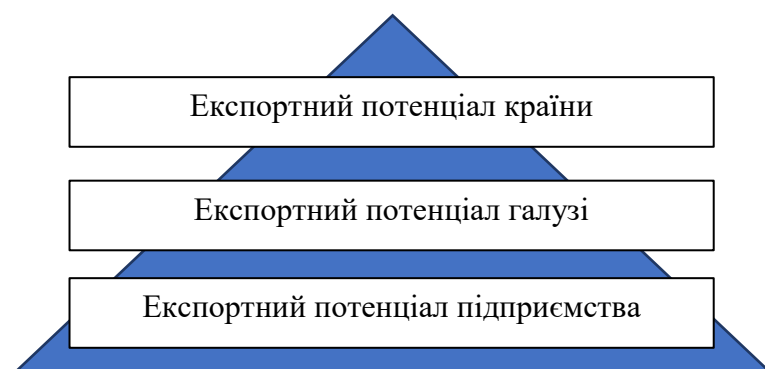 Експортний потенціал країни
Експортний потенціал галузі
Експортний потенціал підприємства